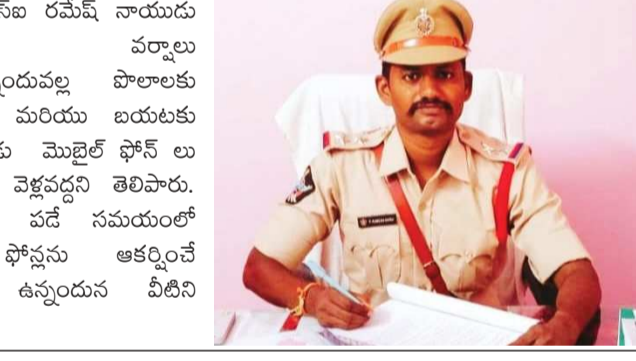 రమేష్ నాయుడు
వర్షాలు
పొలాలకు
మరియు బయటకు
మొబైల్ ఫోన్ లు
వెళ్లవద్దని తెలిపారు.
పడే సమయంలో
ఫోన్లను ఆకర్షించే
ఉన్నందున వీటిని